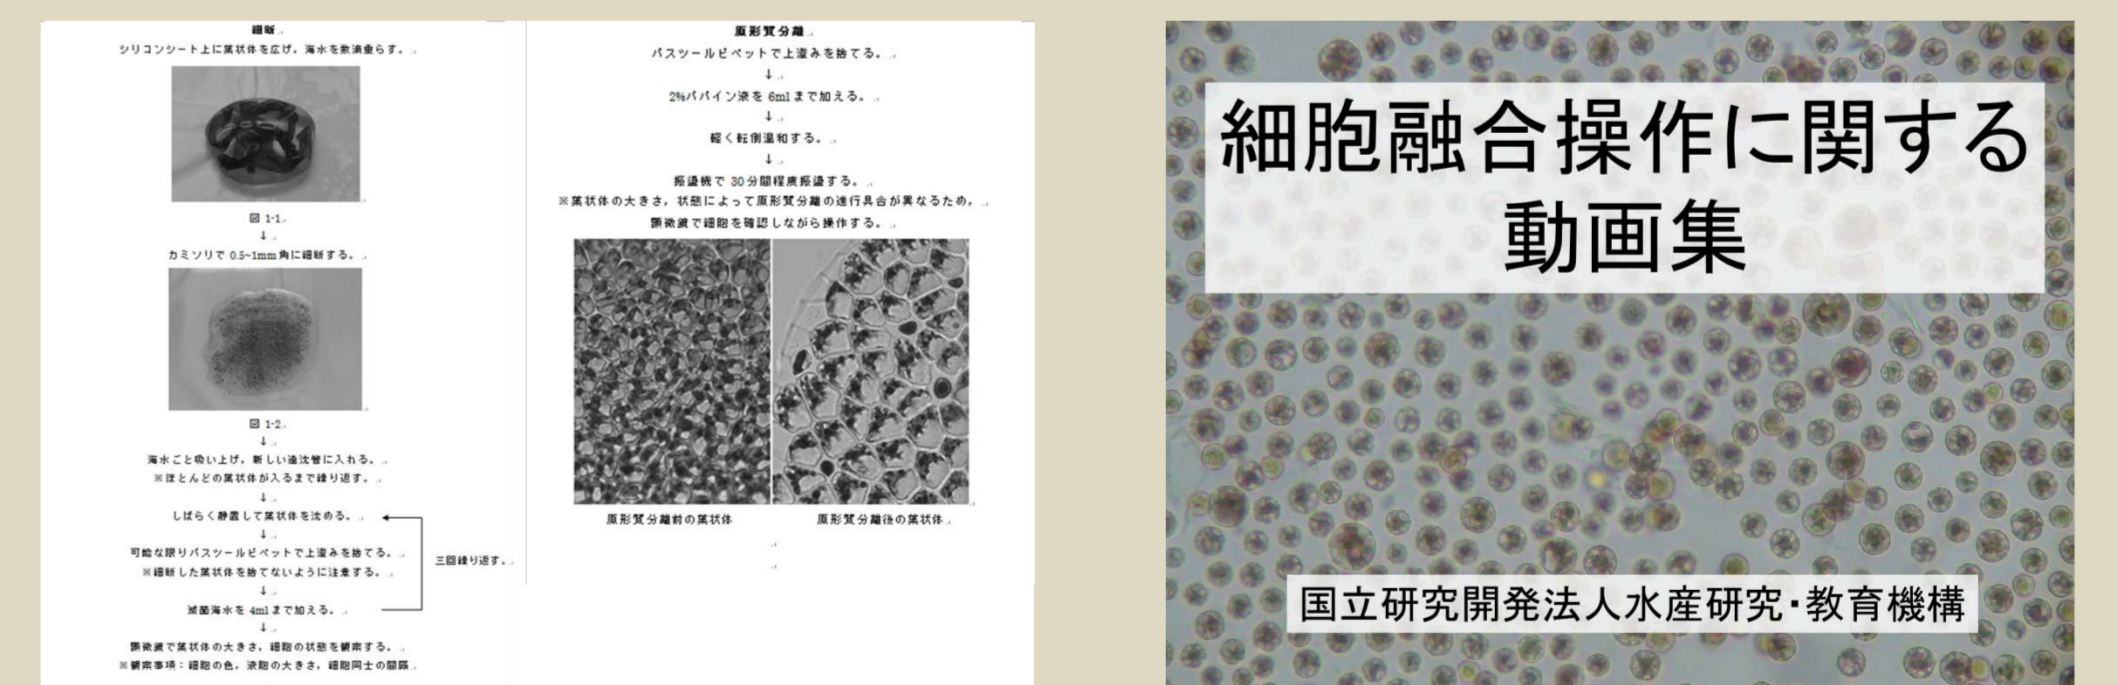 細断
シリコンシート上に葉状体を広げ，海水を数滴垂らす。
図 1-1.
↓
カミソリで 0.5~1mm 角に細断する。
図 1-2.
↓
海水ごと吸い上げ，新しい遠沈管に入れる。
※ほとんどの葉状体が入るまで繰り返す。
↓
しばらく静置して葉状体を沈める。
↓
可能な限りパスツールピペットで上澄みを捨てる。
※細断した葉状体を捨てないように注意する。
↓
滅菌海水を 4ml まで加える。
三回繰り返す。
↓
顕微鏡で葉状体の大きさ，細胞の状態を観察する。
※観察事項：細胞の色，液胞の大きさ，細胞同士の間隔
原形質分離
パスツールピペットで上澄みを捨てる。
↓
2%パパイン液を 6ml まで加える。
↓
軽く転倒温和する。
↓
振盪機で 30 分間程度振盪する。
※葉状体の大きさ，状態によって原形質分離の進行具合が異なるため，
顕微鏡で細胞を確認しながら操作する。
原形質分離前の葉状体
原形質分離後の葉状体
細胞融合操作に関する
動画集
国立研究開発法人水産研究・教育機構